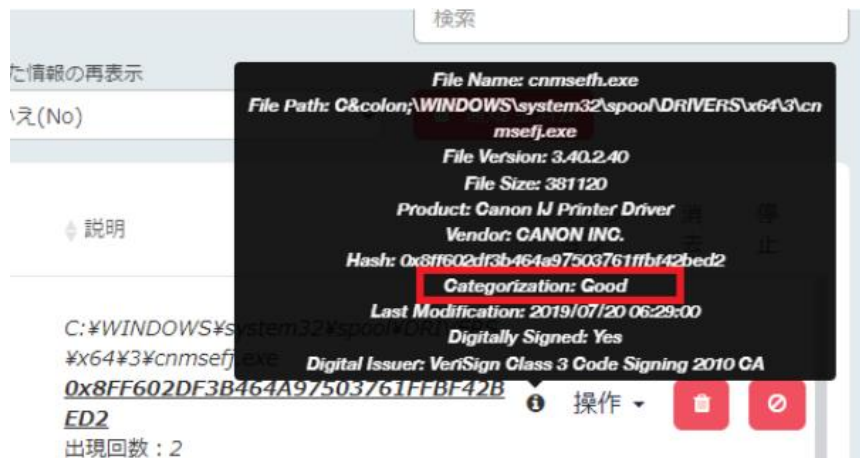 検索
た情報の再表示
え(No)
File Name: cnmsefh.exe
File Path: C&colon;\WINDOWS\system32\spool\DRIVERS\x64\3\cn
msefj.exe
File Version: 3.40.2.40
File Size: 381120
Product: Canon IJ Printer Driver
Vendor: CANON INC.
Hash: 0x8ff602df3b464a97503761ffbf42bed2
Categorization: Good
Last Modification: 2019/07/20 06:29:00
Digitally Signed: Yes
Digital Issuer: VeriSign Class 3 Code Signing 2010 CA
説明
停止
C:¥WINDOWS¥system32¥spool¥DRIVERS
¥x64¥3¥cnmsefj.exe
0x8FF602DF3B464A97503761FFBF42B
ED2
操作
出現回数：2